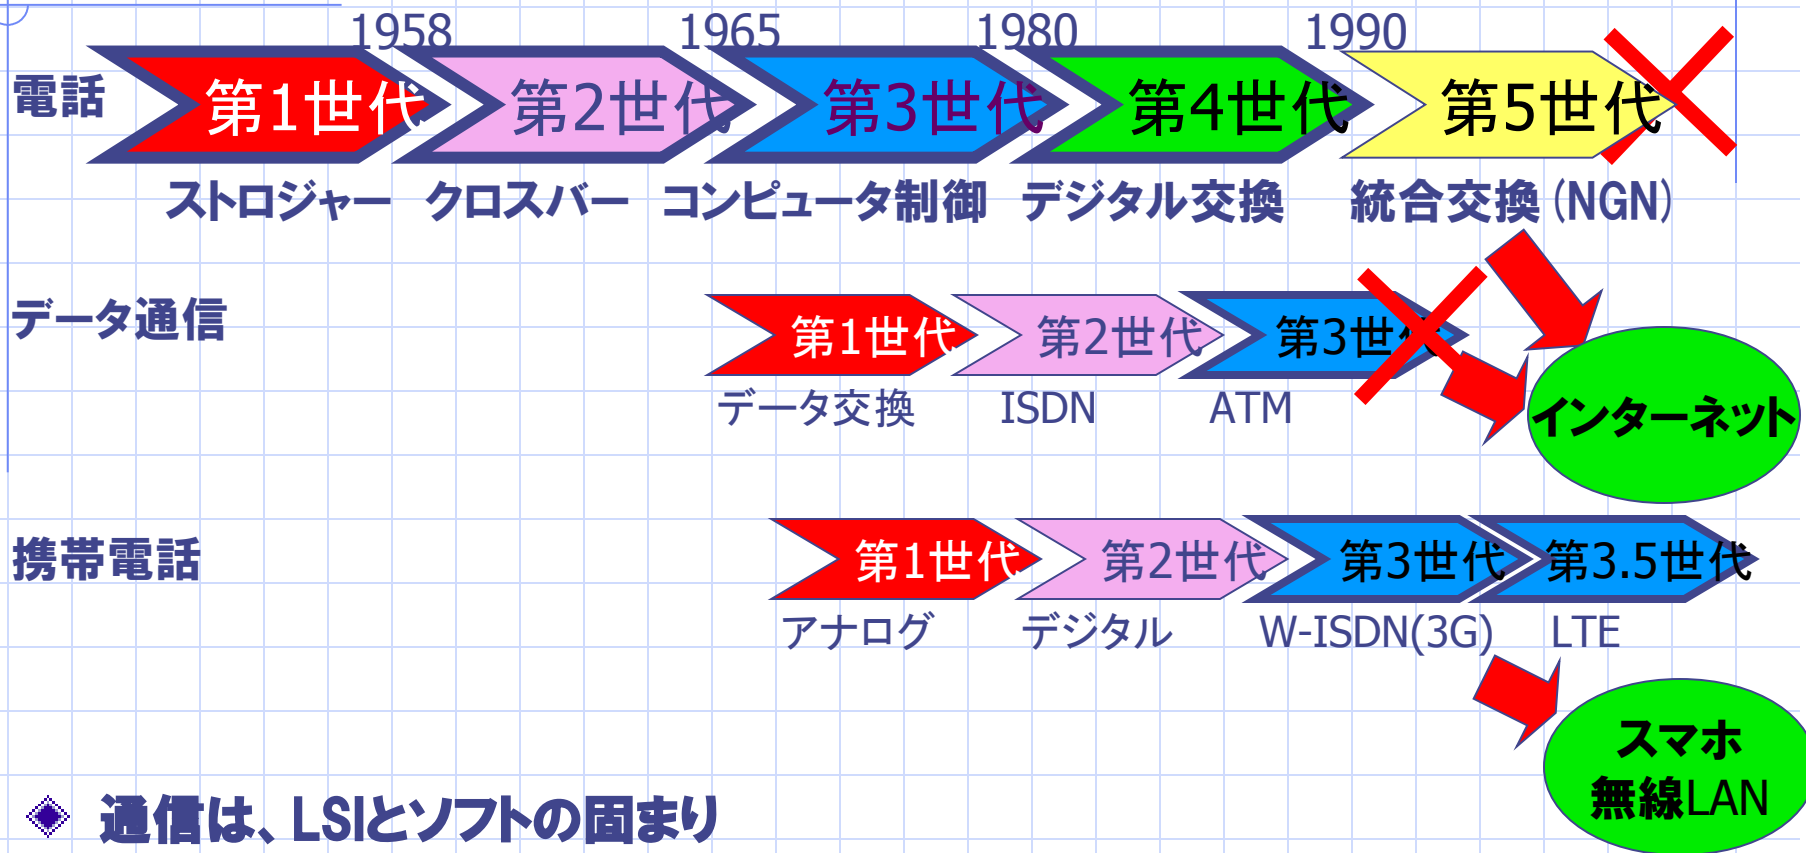 1958 1965 1980 1990
電話 第1世代 第2世代 第3世代 第4世代 第5世代
ストロジャー クロスバー コンピュータ制御 デジタル交換 統合交換(NGN)
データ通信 第1世代 第2世代 第3世代
データ交換 ISDN ATM
インターネット
携帯電話 第1世代 第2世代 第3世代 第3.5世代
アナログ デジタル W-ISDN(3G) LTE
スマホ
無線LAN
通信は、LSIとソフトの固まり